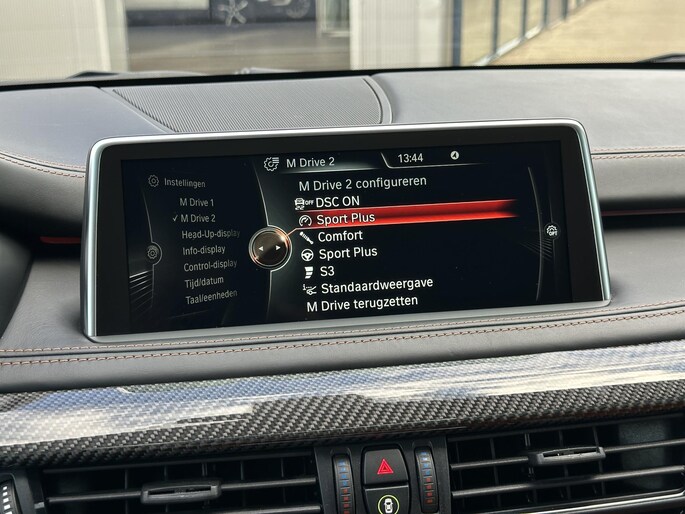 M Drive 2
13:44
Instellingen
M Drive 1
M Drive 2
Head-Up-display
Info-display
Control-display
Tijd/datum
Taal/eenheden
M Drive 2 configureren
OFF DSC ON
Sport Plus
Comfort
Sport Plus
S3
Standaardweergave
M Drive terugzetten